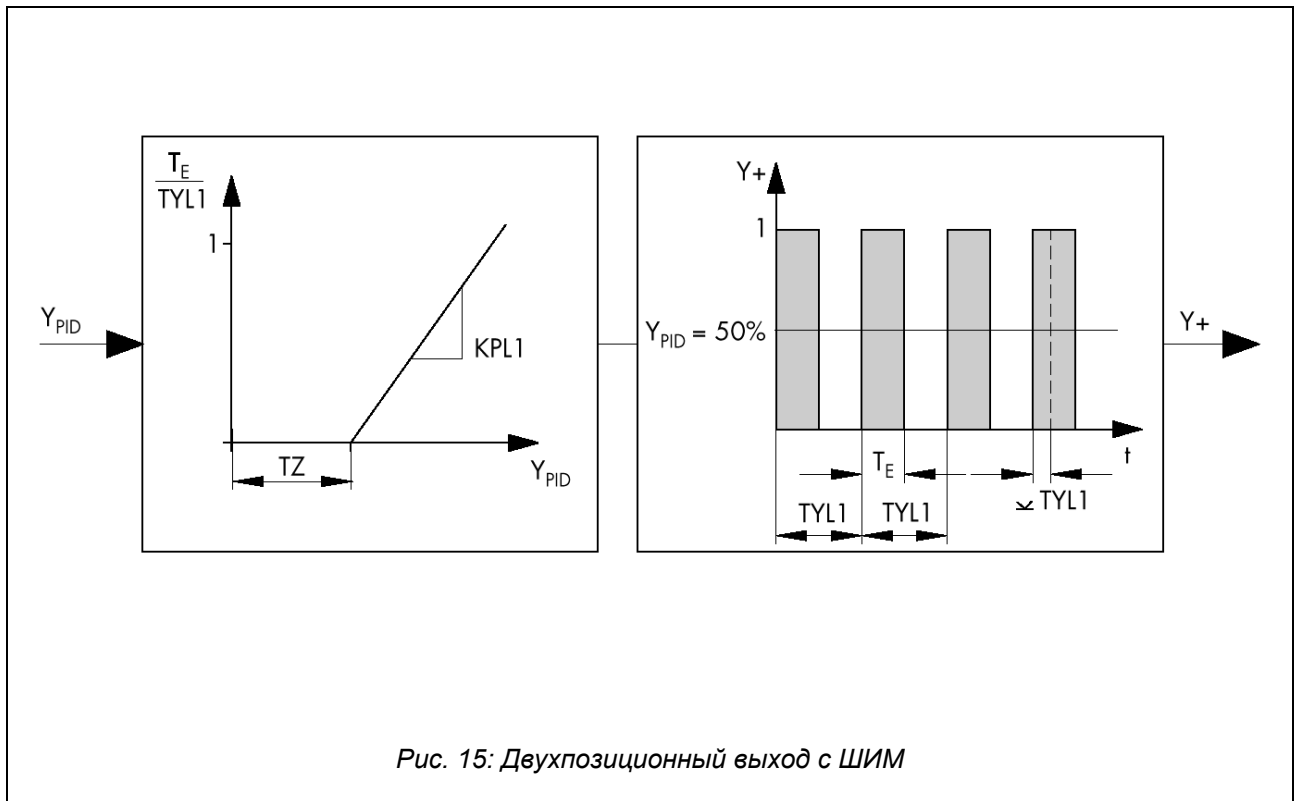 T_E
TYL1
1
Y_PID
KPL1
TZ
Y_PID
Y+
1
Y_PID = 50%
Y+
t
T_E
TYL1
TYL1
TYL1
Рис. 15: Двухпозиционный выход с ШИМ